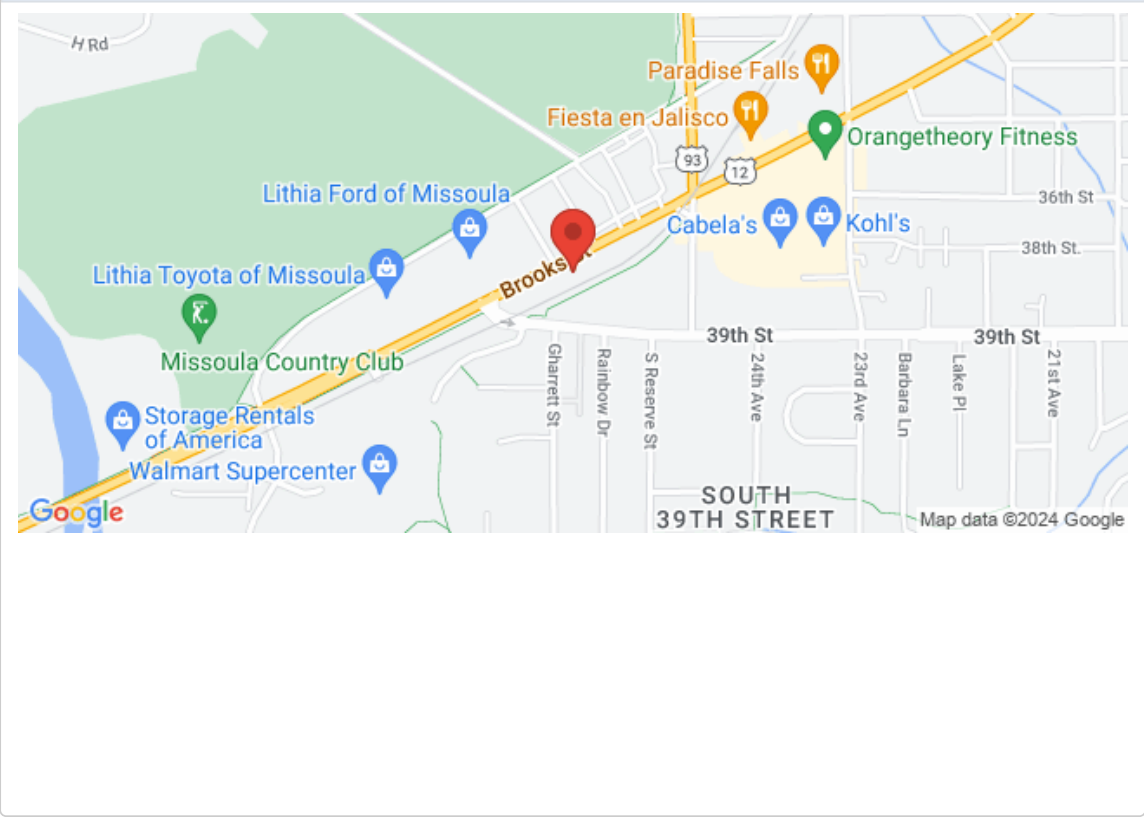 H Rd
Paradise Falls
Fiesta en Jalisco
Orangetheory Fitness
93
12
Lithia Ford of Missoula
36th St
Cabela's
Kohl's
38th St.
Brooks St
Lithia Toyota of Missoula
39th St
39th St
Missoula Country Club
Gharrett St
Rainbow Dr
S Reserve St
24th Ave
23rd Ave
Barbara Ln
Lake Pl
21st Ave
Storage Rentals
of America
Walmart Supercenter
SOUTH
39TH STREET
Google
Map data ©2024 Google